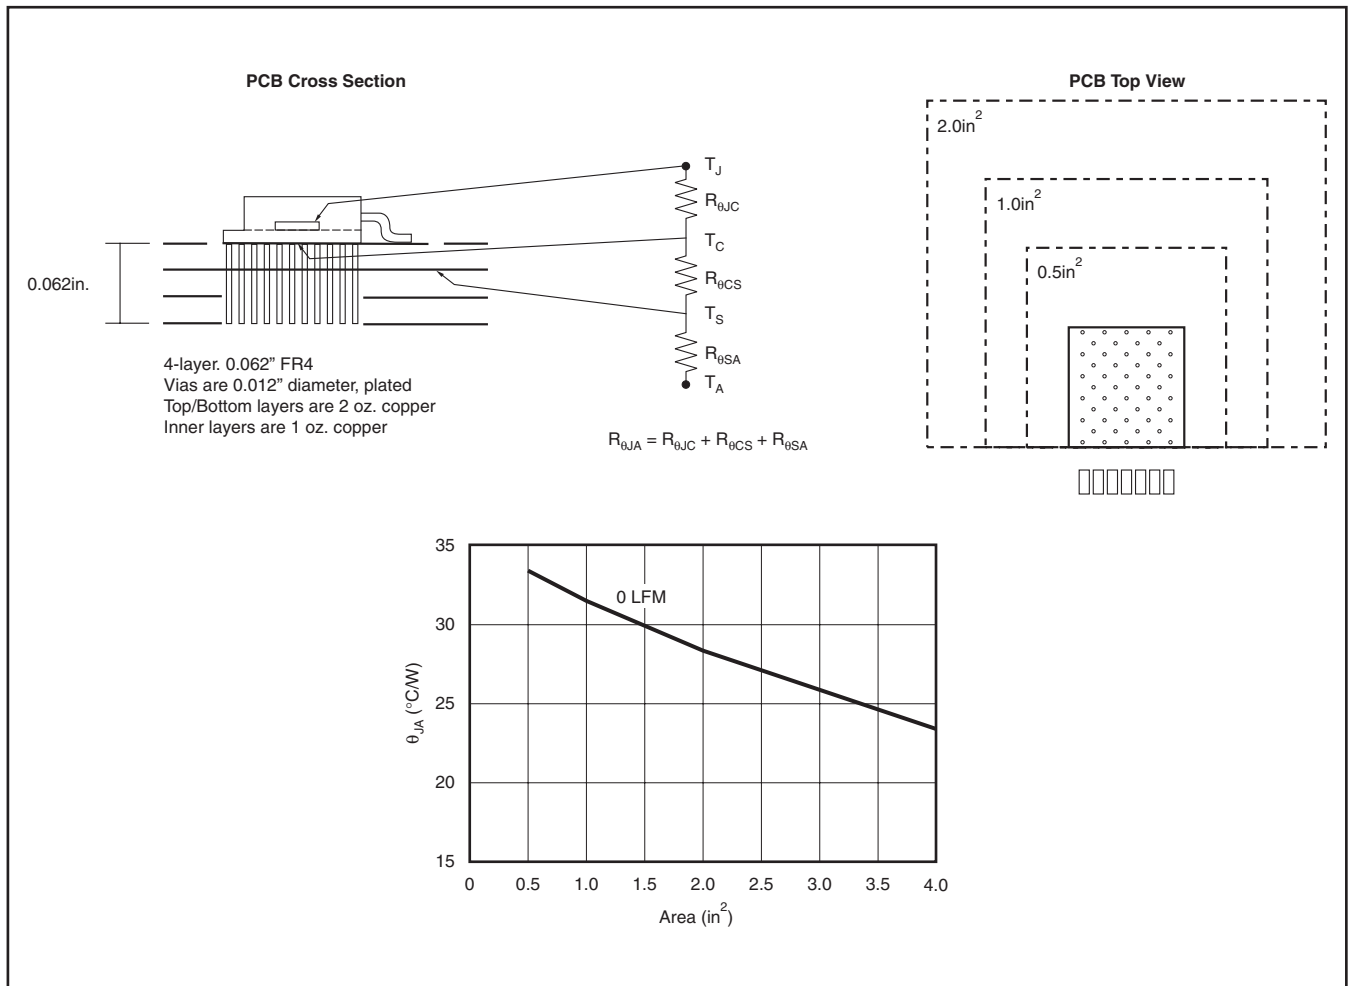 PCB Cross Section
PCB Top View
2.0in²
1.0in²
0.5in²
T_J
R_θJC
T_C
R_θCS
T_S
R_θSA
T_A
0.062in.
4-layer. 0.062” FR4
Vias are 0.012” diameter, plated
Top/Bottom layers are 2 oz. copper
Inner layers are 1 oz. copper
R_θJA = R_θJC + R_θCS + R_θSA
35
30
25
20
15
θ_JA (°C/W)
0 LFM
0 0.5 1.0 1.5 2.0 2.5 3.0 3.5 4.0
Area (in²)